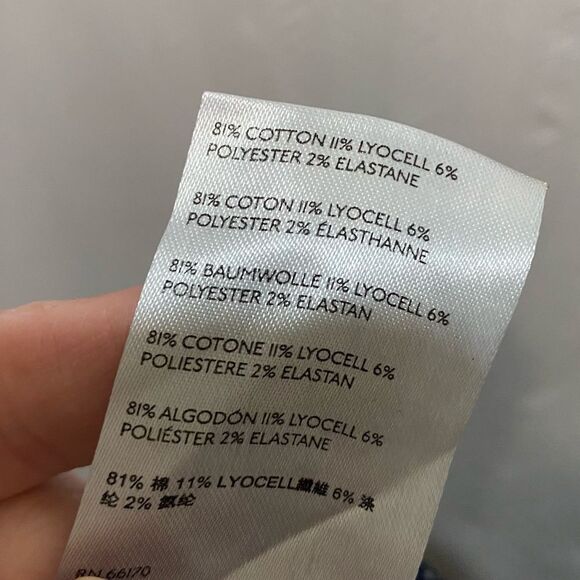 81% COTTON 11% LYOCELL 6%
POLYESTER 2% ELASTANE
81% COTON 11% LYOCELL 6%
POLYESTER 2% ÉLASTHANNE
81% BAUMWOLLE 11% LYOCELL 6%
POLYESTER 2% ELASTAN
81% COTONE 11% LYOCELL 6%
POLIESTERE 2% ELASTAN
81% ALGODÓN 11% LYOCELL 6%
POLIÉSTER 2% ELASTANE
81% 棉 11% LYOCELL纖維 6% 涤
纶 2% 氨纶
RN 66170